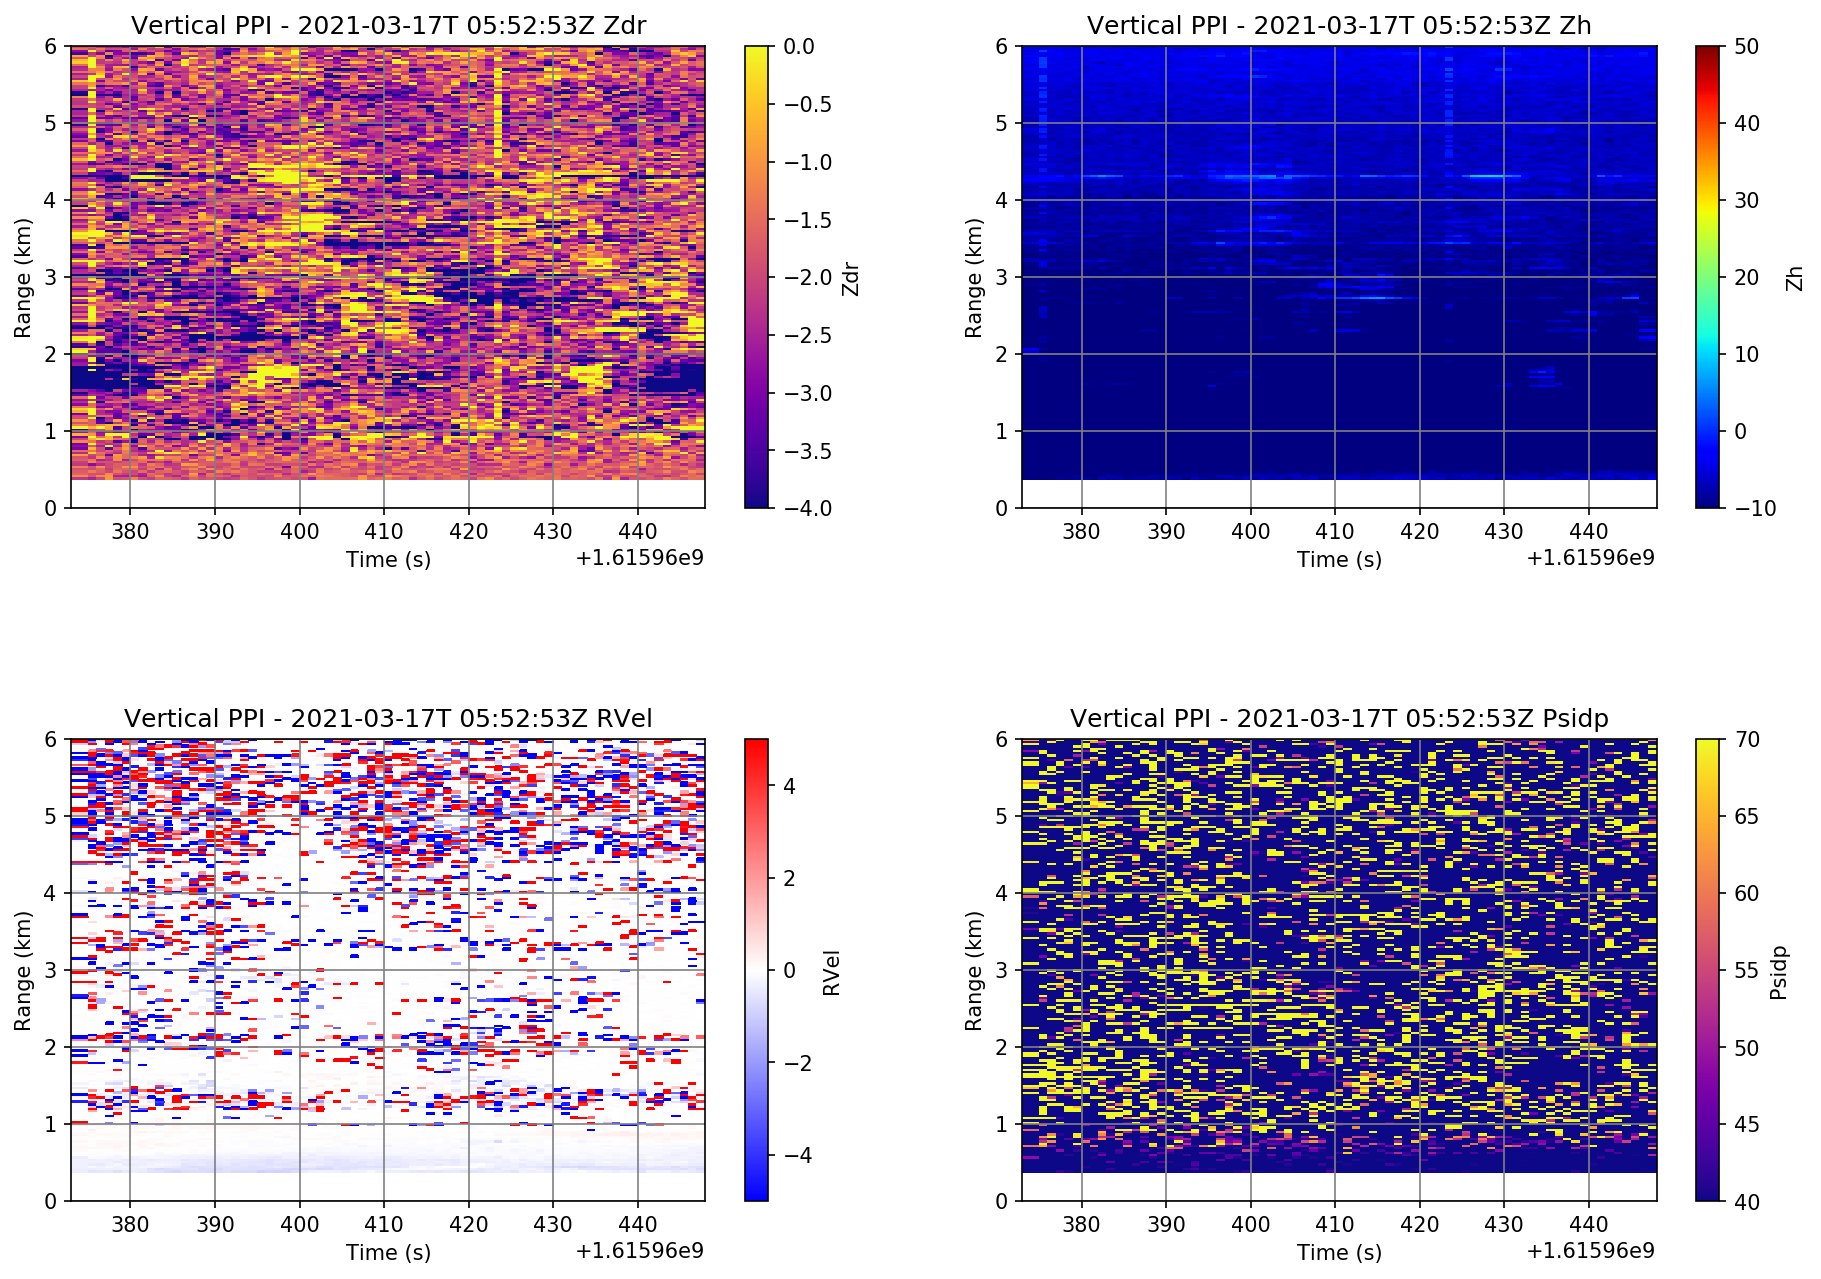 Vertical PPI - 2021-03-17T 05:52:53Z Zdr
6
5
4
3
2
1
0
Range (km)
380 390 400 410 420 430 440
Time (s)
+1.61596e9
0.0
−0.5
−1.0
−1.5
−2.0
−2.5
−3.0
−3.5
−4.0
Zdr
Vertical PPI - 2021-03-17T 05:52:53Z Zh
6
5
4
3
2
1
0
Range (km)
380 390 400 410 420 430 440
Time (s)
+1.61596e9
50
40
30
20
10
0
−10
Zh
Vertical PPI - 2021-03-17T 05:52:53Z RVel
6
5
4
3
2
1
0
Range (km)
380 390 400 410 420 430 440
Time (s)
+1.61596e9
4
2
0
−2
−4
RVel
Vertical PPI - 2021-03-17T 05:52:53Z Psidp
6
5
4
3
2
1
0
Range (km)
380 390 400 410 420 430 440
Time (s)
+1.61596e9
70
65
60
55
50
45
40
Psidp